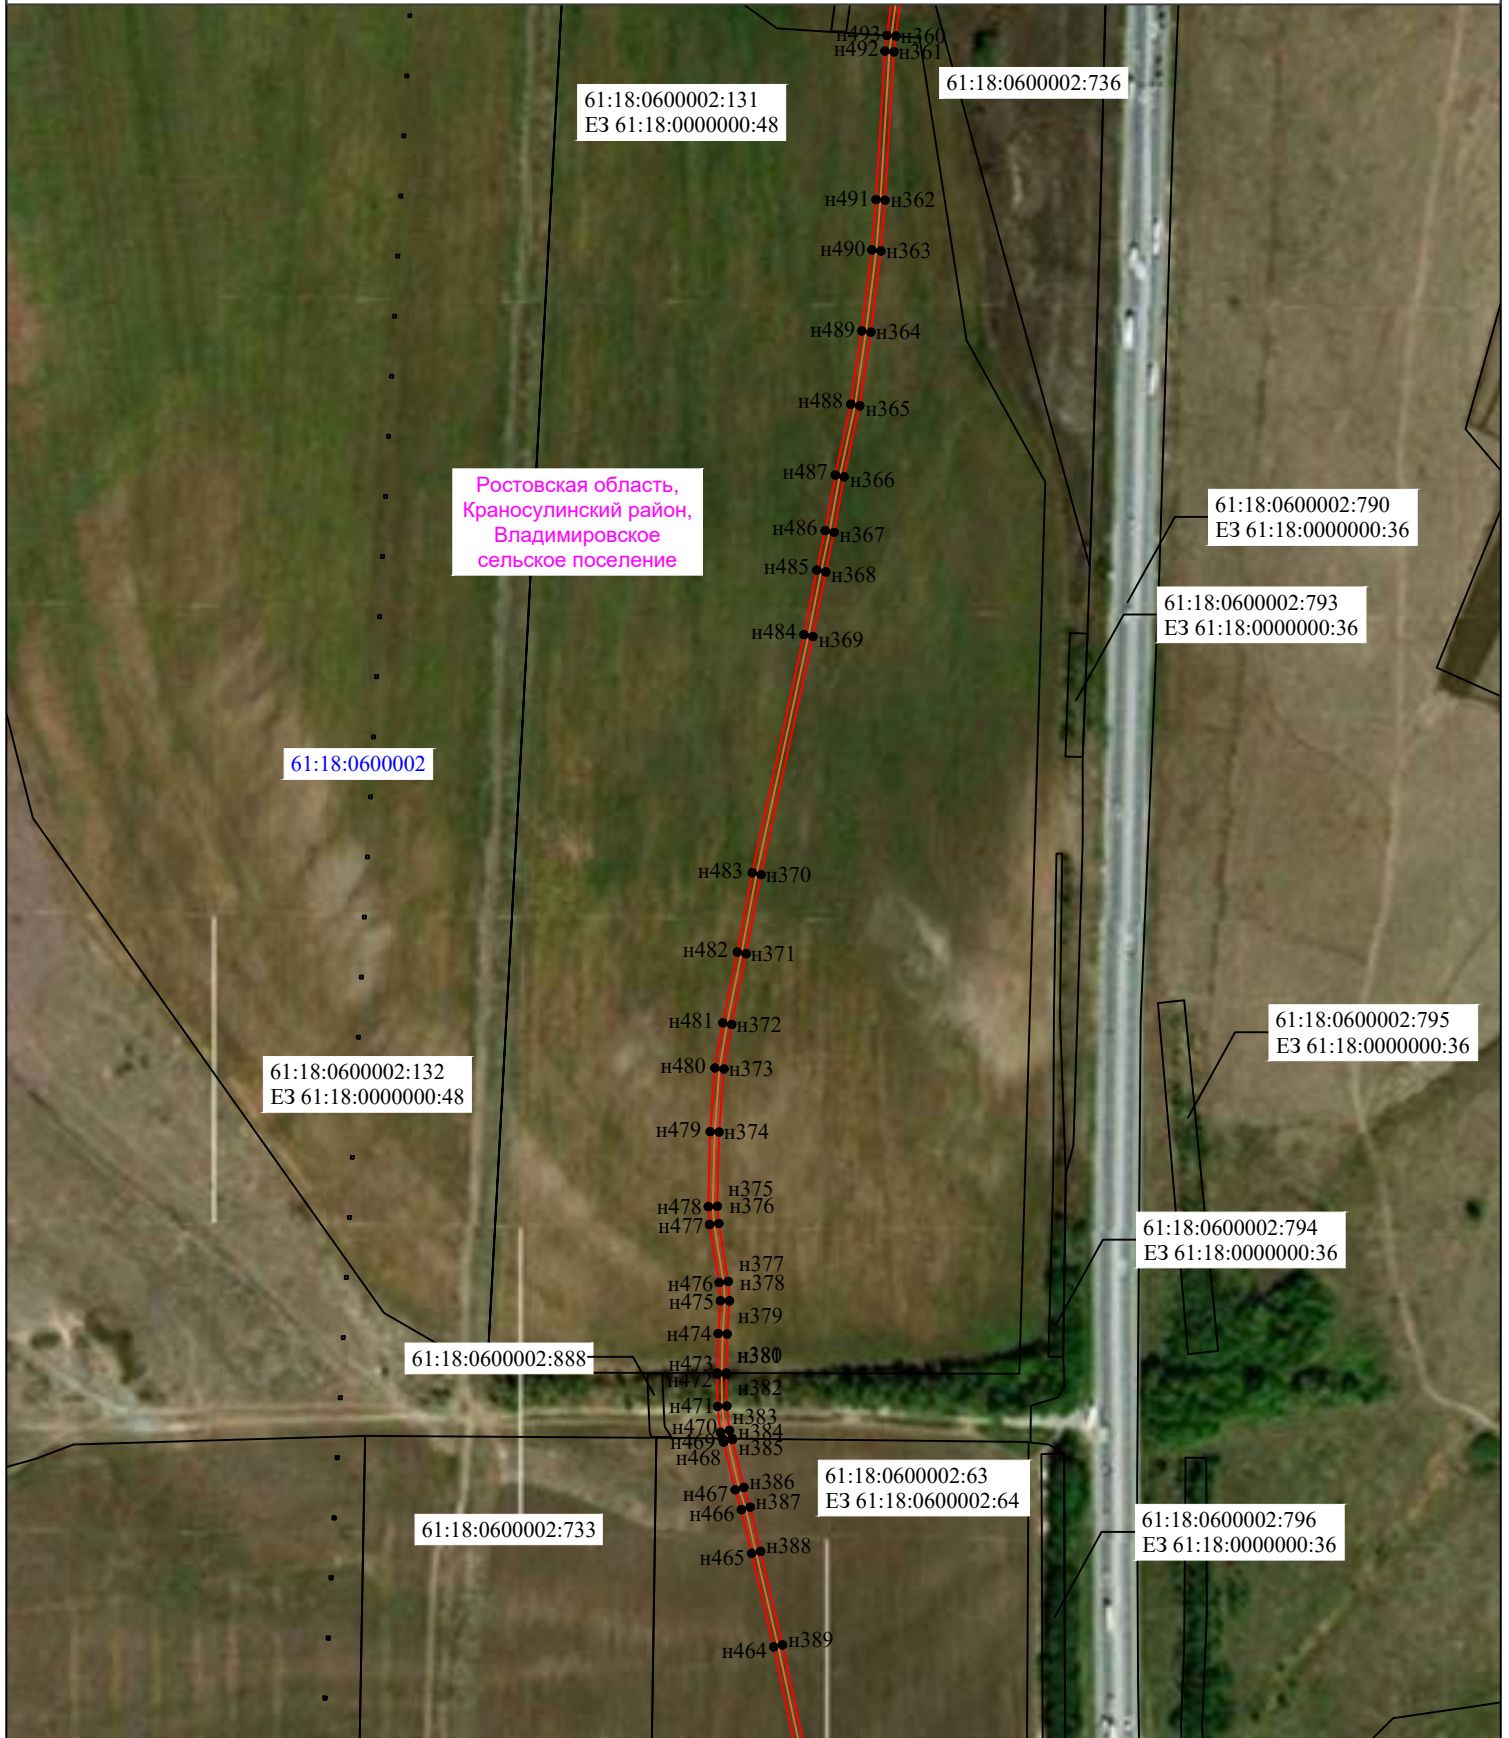 н493
н360
н492
н361
61:18:0600002:736
61:18:0600002:131
ЕЗ 61:18:0000000:48
н491
н362
н490
н363
н489
н364
н488
н365
н487
н366
Ростовская область,
Краносулинский район,
Владимировское
сельское поселение
61:18:0600002:790
ЕЗ 61:18:0000000:36
н486
н367
н485
н368
61:18:0600002:793
ЕЗ 61:18:0000000:36
н484
н369
61:18:0600002
н483
н370
н482
н371
н481
н372
61:18:0600002:795
ЕЗ 61:18:0000000:36
н480
н373
61:18:0600002:132
ЕЗ 61:18:0000000:48
н479
н374
н375
н478
н376
н477
61:18:0600002:794
ЕЗ 61:18:0000000:36
н377
н476
н378
н475
н379
н474
61:18:0600002:888
н380
н381
н473
н472
н382
н471
н383
н470
н384
н469
н385
н468
61:18:0600002:63
ЕЗ 61:18:0600002:64
н386
н467
н387
н466
61:18:0600002:733
61:18:0600002:796
ЕЗ 61:18:0000000:36
н388
н465
н389
н464